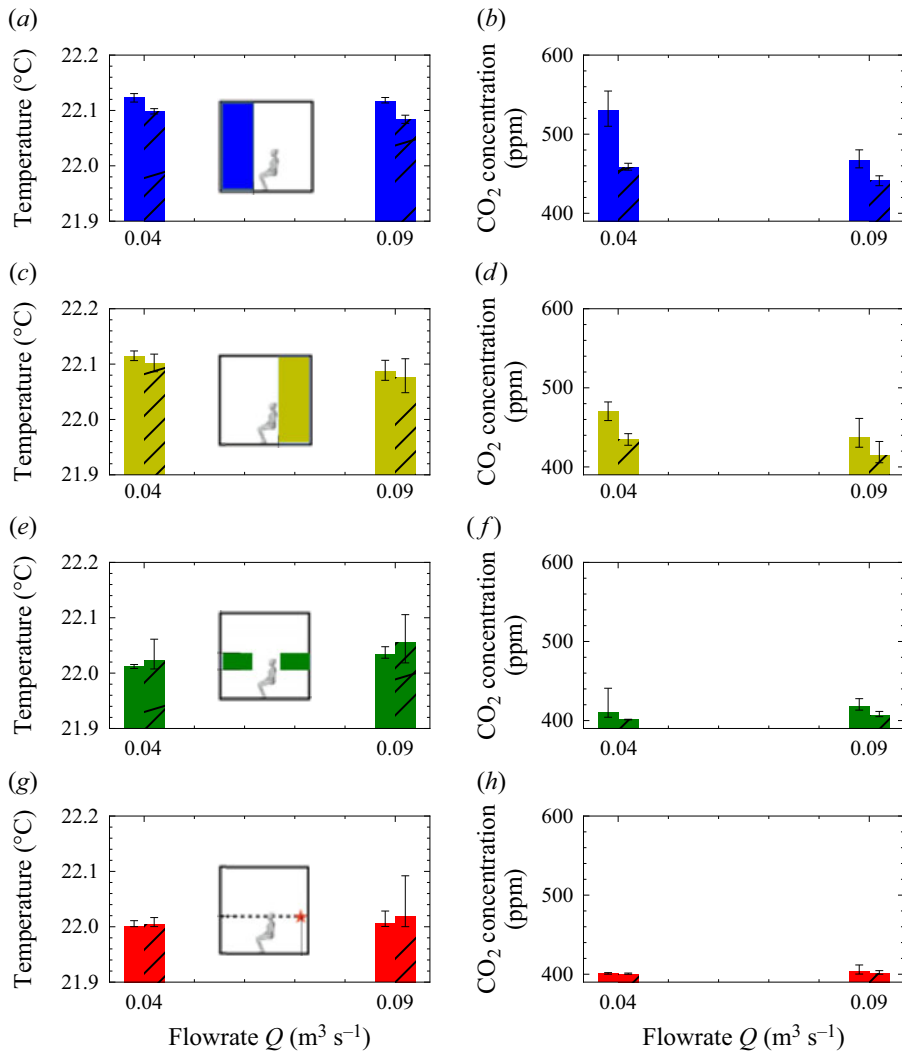 (a)
(b)
Temperature (°C)
22.2
22.1
22.0
21.9
0.04
0.09
CO2 concentration
(ppm)
600
500
400
0.04
0.09
(c)
(d)
Temperature (°C)
22.2
22.1
22.0
21.9
0.04
0.09
CO2 concentration
(ppm)
600
500
400
0.04
0.09
(e)
(f)
Temperature (°C)
22.2
22.1
22.0
21.9
0.04
0.09
CO2 concentration
(ppm)
600
500
400
0.04
0.09
(g)
(h)
Temperature (°C)
22.2
22.1
22.0
21.9
0.04
0.09
Flowrate Q (m³ s⁻¹)
CO2 concentration
(ppm)
600
500
400
0.04
0.09
Flowrate Q (m³ s⁻¹)